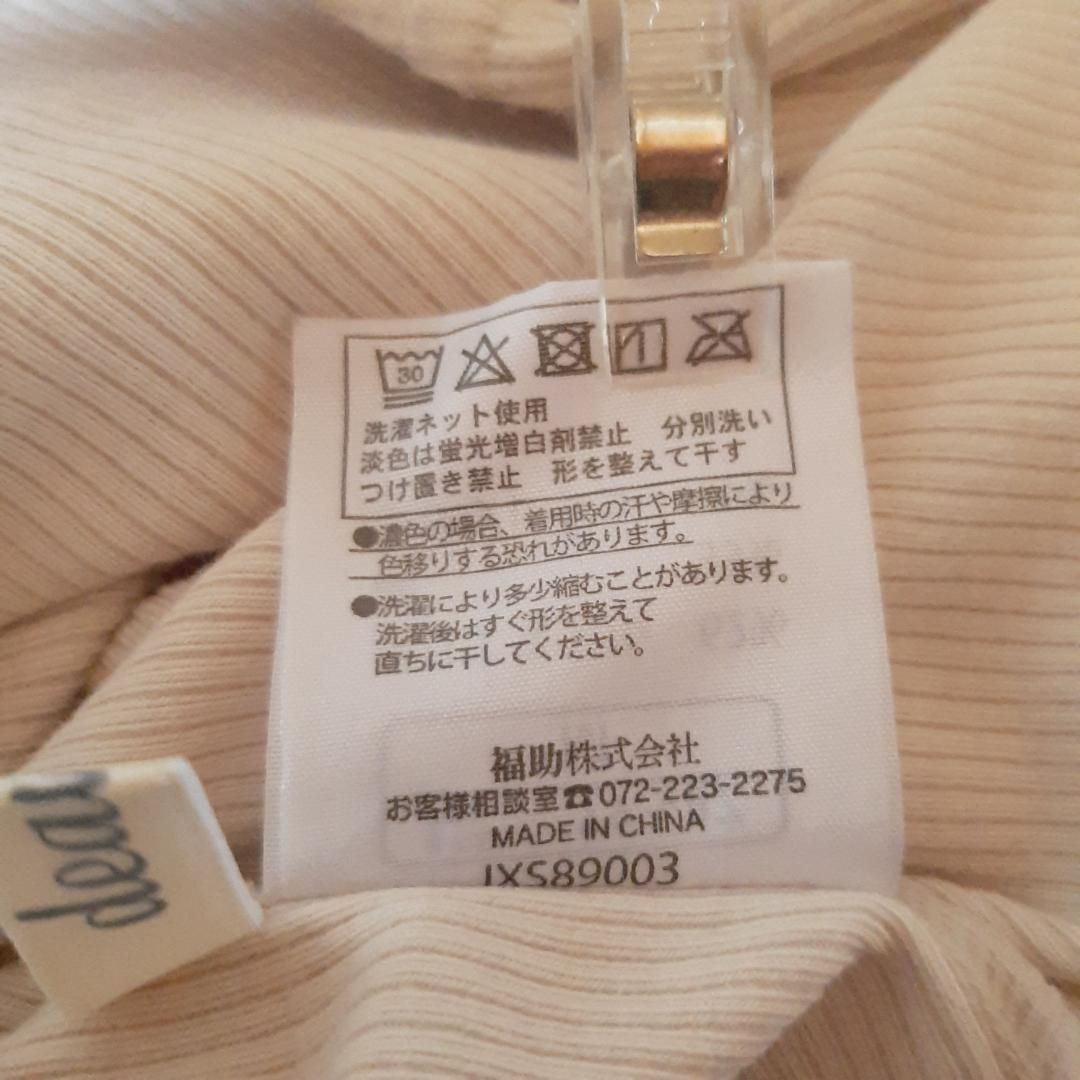 30
洗濯ネット使用
淡色は蛍光増白剤禁止　分別洗い
つけ置き禁止　形を整えて干す
●濃色の場合、着用時の汗や摩擦により
色移りする恐れがあります。
●洗濯により多少縮むことがあります。
洗濯後はすぐ形を整えて
直ちに干してください。
福助株式会社
お客様相談室☎072-223-2275
MADE IN CHINA
JXS89003